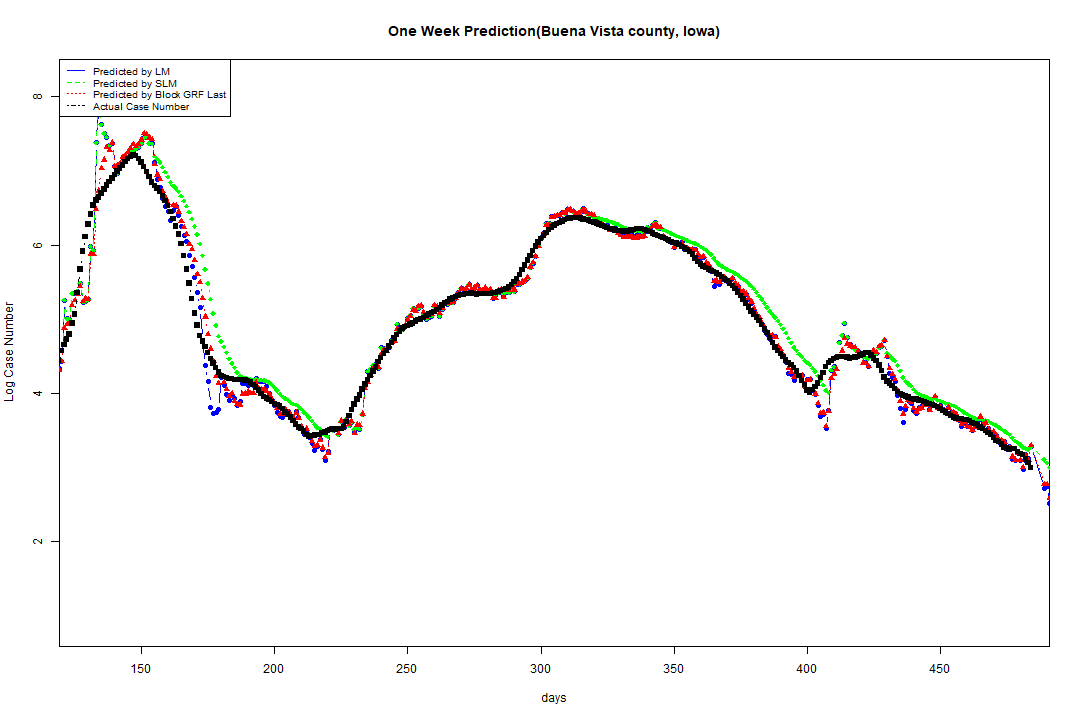 One Week Prediction(Buena Vista county, Iowa)
Predicted by LM
Predicted by SLM
Predicted by Block GRF Last
Actual Case Number
8
6
4
2
Log Case Number
150 200 250 300 350 400 450
days